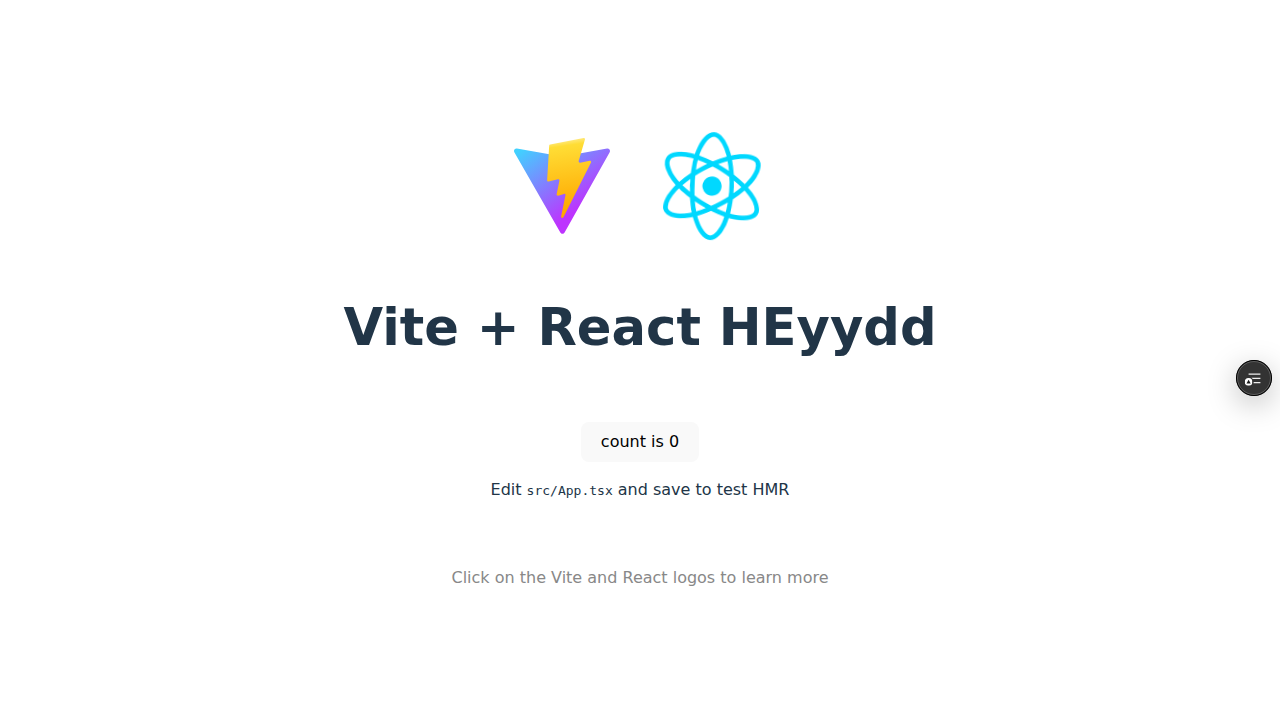 Vite + React HEyydd
count is 0
Edit src/App.tsx and save to test HMR
Click on the Vite and React logos to learn more